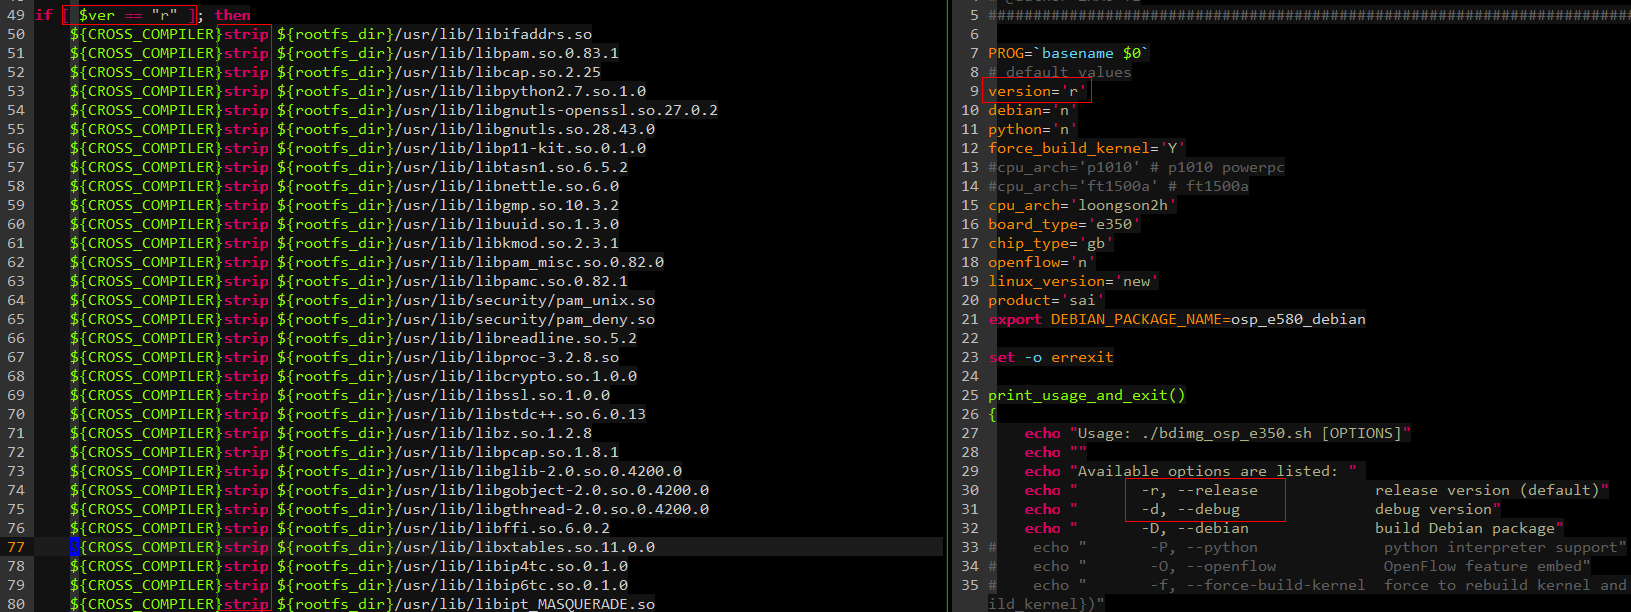 49 if [ $ver == "r" ]; then
50 ${CROSS_COMPILER}strip ${rootfs_dir}/usr/lib/libifaddrs.so
51 ${CROSS_COMPILER}strip ${rootfs_dir}/usr/lib/libpam.so.0.83.1
52 ${CROSS_COMPILER}strip ${rootfs_dir}/usr/lib/libcap.so.2.25
53 ${CROSS_COMPILER}strip ${rootfs_dir}/usr/lib/libpython2.7.so.1.0
54 ${CROSS_COMPILER}strip ${rootfs_dir}/usr/lib/libgnutls-openssl.so.27.0.2
55 ${CROSS_COMPILER}strip ${rootfs_dir}/usr/lib/libgnutls.so.28.43.0
56 ${CROSS_COMPILER}strip ${rootfs_dir}/usr/lib/libp11-kit.so.0.1.0
57 ${CROSS_COMPILER}strip ${rootfs_dir}/usr/lib/libtasn1.so.6.5.2
58 ${CROSS_COMPILER}strip ${rootfs_dir}/usr/lib/libnettle.so.6.0
59 ${CROSS_COMPILER}strip ${rootfs_dir}/usr/lib/libgmp.so.10.3.2
60 ${CROSS_COMPILER}strip ${rootfs_dir}/usr/lib/libuuid.so.1.3.0
61 ${CROSS_COMPILER}strip ${rootfs_dir}/usr/lib/libkmod.so.2.3.1
62 ${CROSS_COMPILER}strip ${rootfs_dir}/usr/lib/libpam_misc.so.0.82.0
63 ${CROSS_COMPILER}strip ${rootfs_dir}/usr/lib/libpamc.so.0.82.1
64 ${CROSS_COMPILER}strip ${rootfs_dir}/usr/lib/security/pam_unix.so
65 ${CROSS_COMPILER}strip ${rootfs_dir}/usr/lib/security/pam_deny.so
66 ${CROSS_COMPILER}strip ${rootfs_dir}/usr/lib/libreadline.so.5.2
67 ${CROSS_COMPILER}strip ${rootfs_dir}/usr/lib/libproc-3.2.8.so
68 ${CROSS_COMPILER}strip ${rootfs_dir}/usr/lib/libcrypto.so.1.0.0
69 ${CROSS_COMPILER}strip ${rootfs_dir}/usr/lib/libssl.so.1.0.0
70 ${CROSS_COMPILER}strip ${rootfs_dir}/usr/lib/libstdc++.so.6.0.13
71 ${CROSS_COMPILER}strip ${rootfs_dir}/usr/lib/libz.so.1.2.8
72 ${CROSS_COMPILER}strip ${rootfs_dir}/usr/lib/libpcap.so.1.8.1
73 ${CROSS_COMPILER}strip ${rootfs_dir}/usr/lib/libglib-2.0.so.0.4200.0
74 ${CROSS_COMPILER}strip ${rootfs_dir}/usr/lib/libgobject-2.0.so.0.4200.0
75 ${CROSS_COMPILER}strip ${rootfs_dir}/usr/lib/libgthread-2.0.so.0.4200.0
76 ${CROSS_COMPILER}strip ${rootfs_dir}/usr/lib/libffi.so.6.0.2
77 ${CROSS_COMPILER}strip ${rootfs_dir}/usr/lib/libxtables.so.11.0.0
78 ${CROSS_COMPILER}strip ${rootfs_dir}/usr/lib/libip4tc.so.0.1.0
79 ${CROSS_COMPILER}strip ${rootfs_dir}/usr/lib/libip6tc.so.0.1.0
80 ${CROSS_COMPILER}strip ${rootfs_dir}/usr/lib/libipt_MASQUERADE.so
5 ########################################################################
6
7 PROG=`basename $0`
8 # default values
9 version='r'
10 debian='n'
11 python='n'
12 force_build_kernel='Y'
13 #cpu_arch='p1010' # p1010 powerpc
14 #cpu_arch='ft1500a' # ft1500a
15 cpu_arch='loongson2h'
16 board_type='e350'
17 chip_type='gb'
18 openflow='n'
19 linux_version='new'
20 product='sai'
21 export DEBIAN_PACKAGE_NAME=osp_e580_debian
22
23 set -o errexit
24
25 print_usage_and_exit()
26 {
27 echo "Usage: ./bdimg_osp_e350.sh [OPTIONS]"
28 echo ""
29 echo "Available options are listed: "
30 echo " -r, --release release version (default)"
31 echo " -d, --debug debug version"
32 echo " -D, --debian build Debian package"
33 # echo " -P, --python python interpreter support"
34 # echo " -O, --openflow OpenFlow feature embed"
35 # echo " -f, --force-build-kernel force to rebuild kernel and
ild_kernel})"